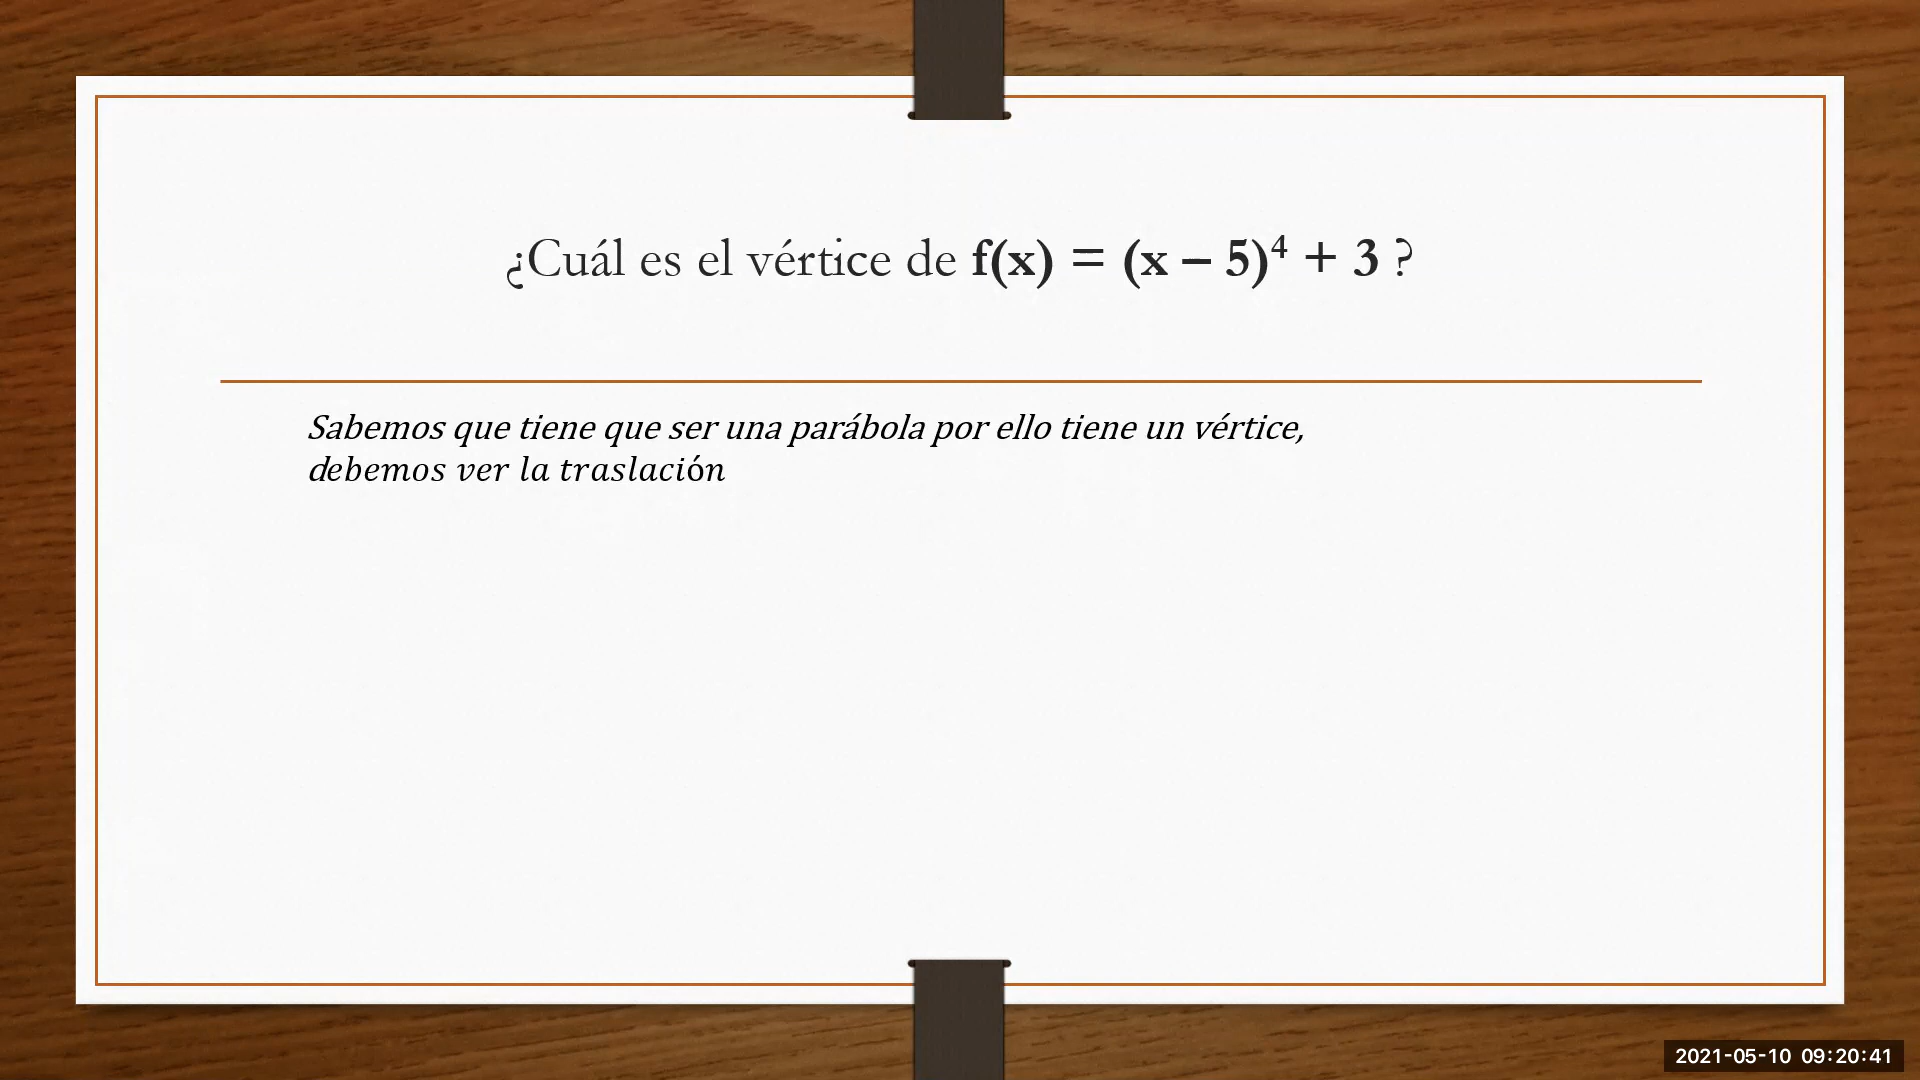 ¿Cuál es el vértice de f(x) = (x – 5)⁴ + 3 ?
Sabemos que tiene que ser una parábola por ello tiene un vértice,
debemos ver la traslación
2021-05-10 09:20:41